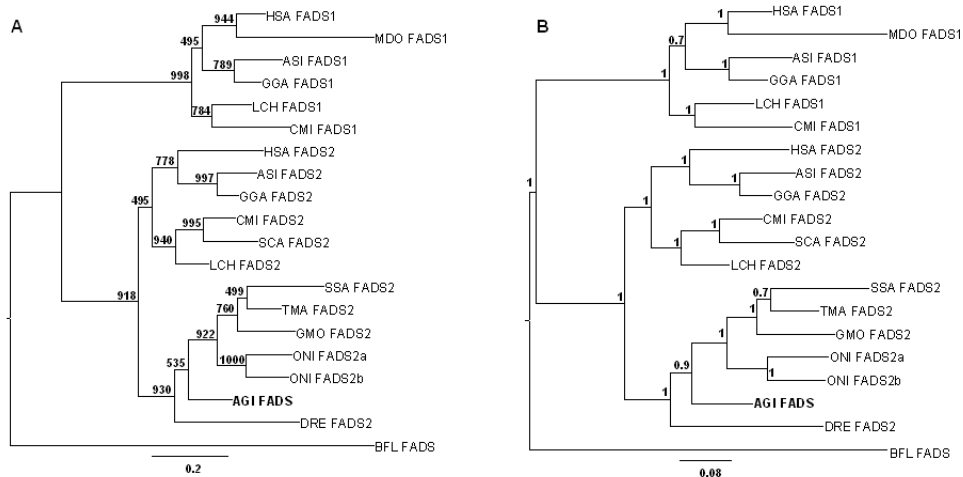 A
HSA FADS1
944
MDO FADS1
495
ASI FADS1
789
GGA FADS1
998
LCH FADS1
784
CMI FADS1
HSA FADS2
778
ASI FADS2
997
GGA FADS2
495
CMI FADS2
995
SCA FADS2
940
LCH FADS2
918
SSA FADS2
499
TMA FADS2
760
GMO FADS2
922
ONI FADS2a
1000
ONI FADS2b
535
930
AGI FADS
DRE FADS2
BFL FADS
0.2
B
HSA FADS1
1
MDO FADS1
0.7
ASI FADS1
1
GGA FADS1
1
LCH FADS1
1
CMI FADS1
HSA FADS2
1
ASI FADS2
1
GGA FADS2
1
1
CMI FADS2
1
SCA FADS2
1
LCH FADS2
1
SSA FADS2
0.7
TMA FADS2
1
GMO FADS2
1
ONI FADS2a
1
ONI FADS2b
0.9
1
AGI FADS
DRE FADS2
BFL FADS
0.08